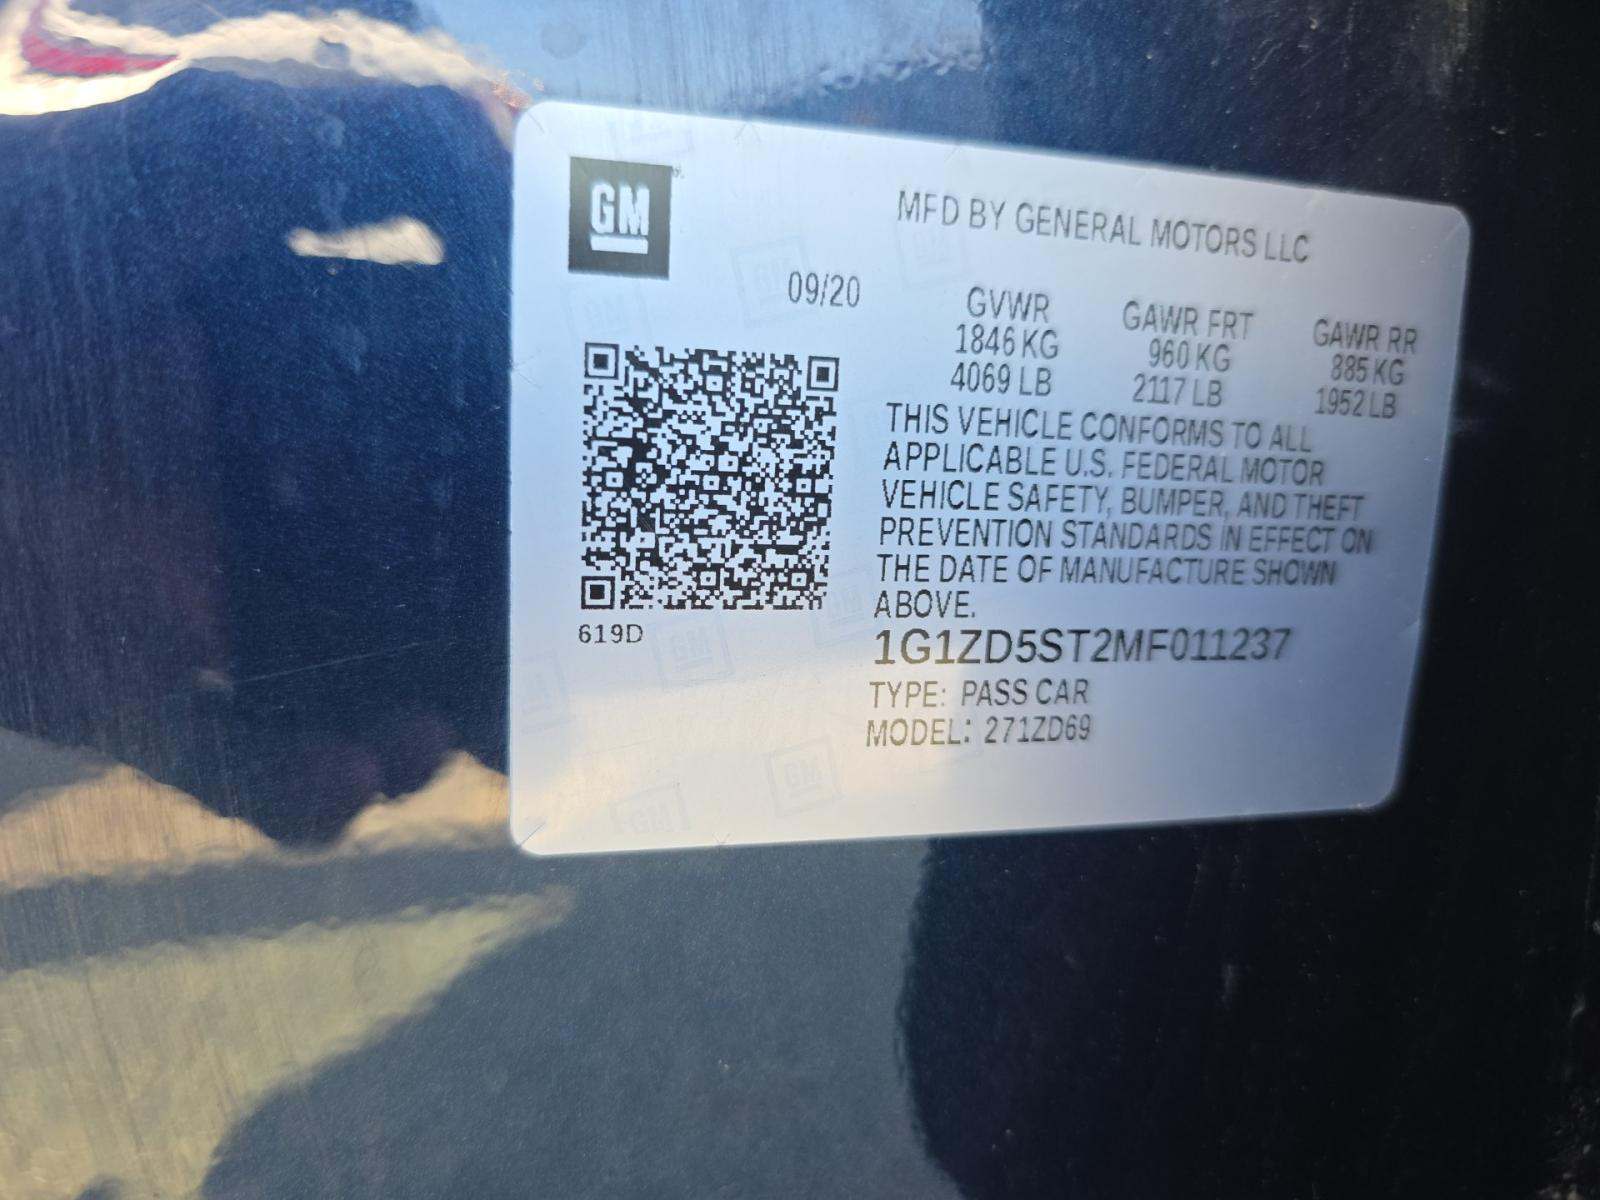 GM
MFD BY GENERAL MOTORS LLC
09/20
GVWR GAWR FRT GAWR RR
1846 KG 960 KG 885 KG
4069 LB 2117 LB 1952 LB
THIS VEHICLE CONFORMS TO ALL
APPLICABLE U.S. FEDERAL MOTOR
VEHICLE SAFETY, BUMPER, AND THEFT
PREVENTION STANDARDS IN EFFECT ON
THE DATE OF MANUFACTURE SHOWN
ABOVE.
619D
1G1ZD5ST2MF011237
TYPE: PASS CAR
MODEL: 271ZD69